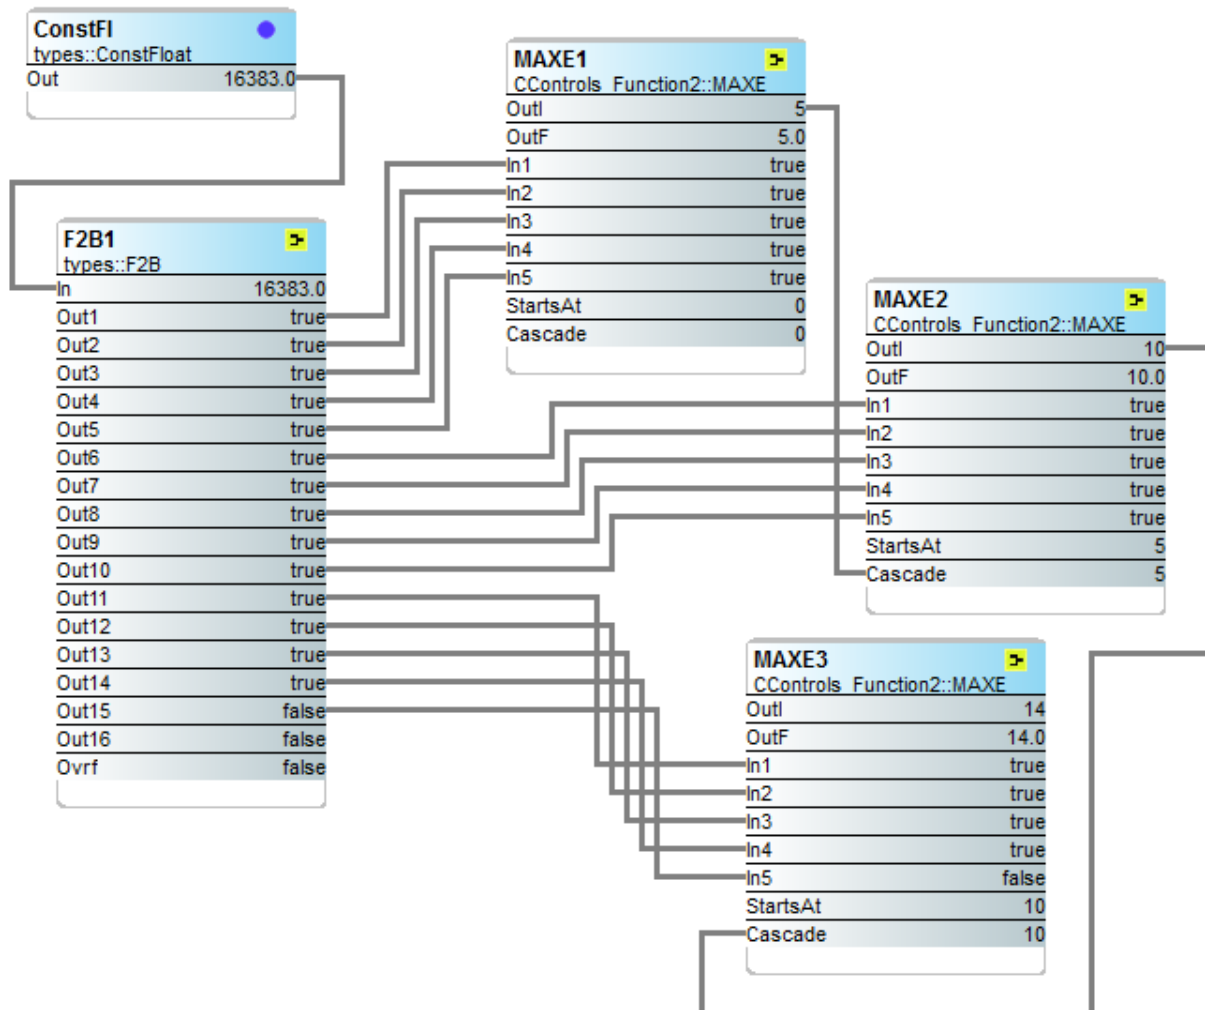 ConstFl
types::ConstFloat
Out 16383.0
F2B1
types::F2B
In 16383.0
Out1 true
Out2 true
Out3 true
Out4 true
Out5 true
Out6 true
Out7 true
Out8 true
Out9 true
Out10 true
Out11 true
Out12 true
Out13 true
Out14 true
Out15 false
Out16 false
Ovrf false
MAXE1
CControls_Function2::MAXE
OutI 5
OutF 5.0
In1 true
In2 true
In3 true
In4 true
In5 true
StartsAt 0
Cascade 0
MAXE2
CControls_Function2::MAXE
OutI 10
OutF 10.0
In1 true
In2 true
In3 true
In4 true
In5 true
StartsAt 5
Cascade 5
MAXE3
CControls_Function2::MAXE
OutI 14
OutF 14.0
In1 true
In2 true
In3 true
In4 true
In5 false
StartsAt 10
Cascade 10